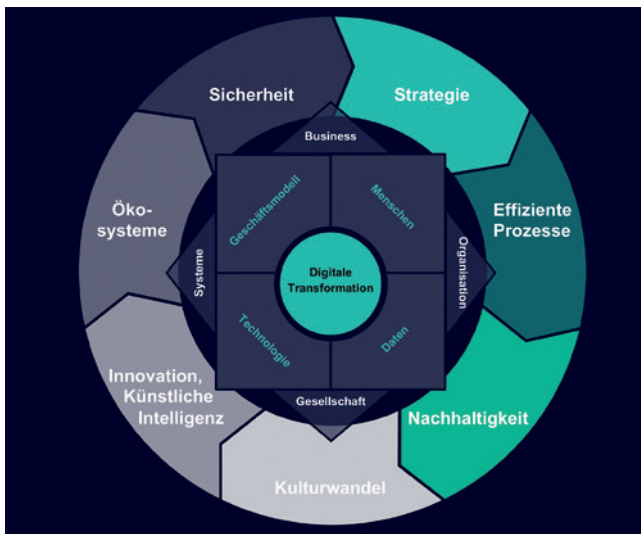 Sicherheit
Strategie
Business
Geschäftsmodell
Menschen
Öko-
systeme
Effiziente
Prozesse
Systeme
Organisation
Digitale
Transformation
Technologie
Daten
Innovation,
Künstliche
Intelligenz
Gesellschaft
Nachhaltigkeit
Kulturwandel